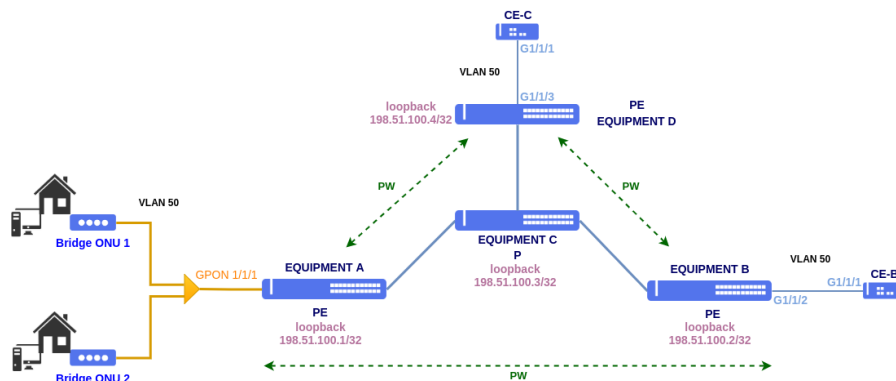 CE-C
G1/1/1
VLAN 50
G1/1/3
loopback
198.51.100.4/32
PE
EQUIPMENT D
PW
PW
VLAN 50
Bridge ONU 1
GPON 1/1/1
EQUIPMENT A
PE
loopback
198.51.100.1/32
EQUIPMENT C
P
loopback
198.51.100.3/32
EQUIPMENT B
PE
loopback
198.51.100.2/32
VLAN 50
G1/1/1
G1/1/2
CE-B
Bridge ONU 2
PW